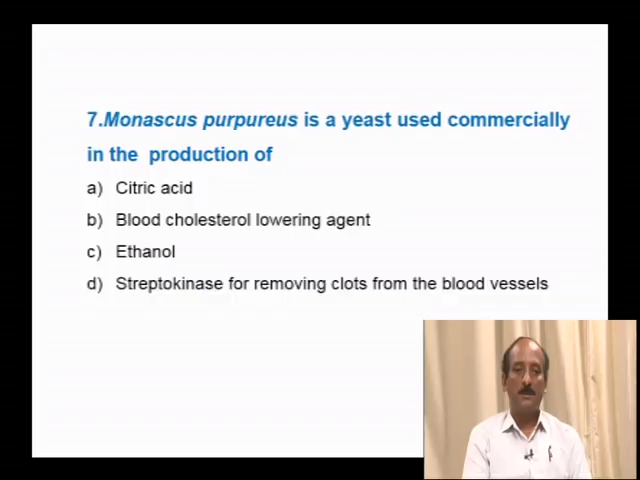 7.Monascus purpureus is a yeast used commercially
in the production of
a) Citric acid
b) Blood cholesterol lowering agent
c) Ethanol
d) Streptokinase for removing clots from the blood vessels